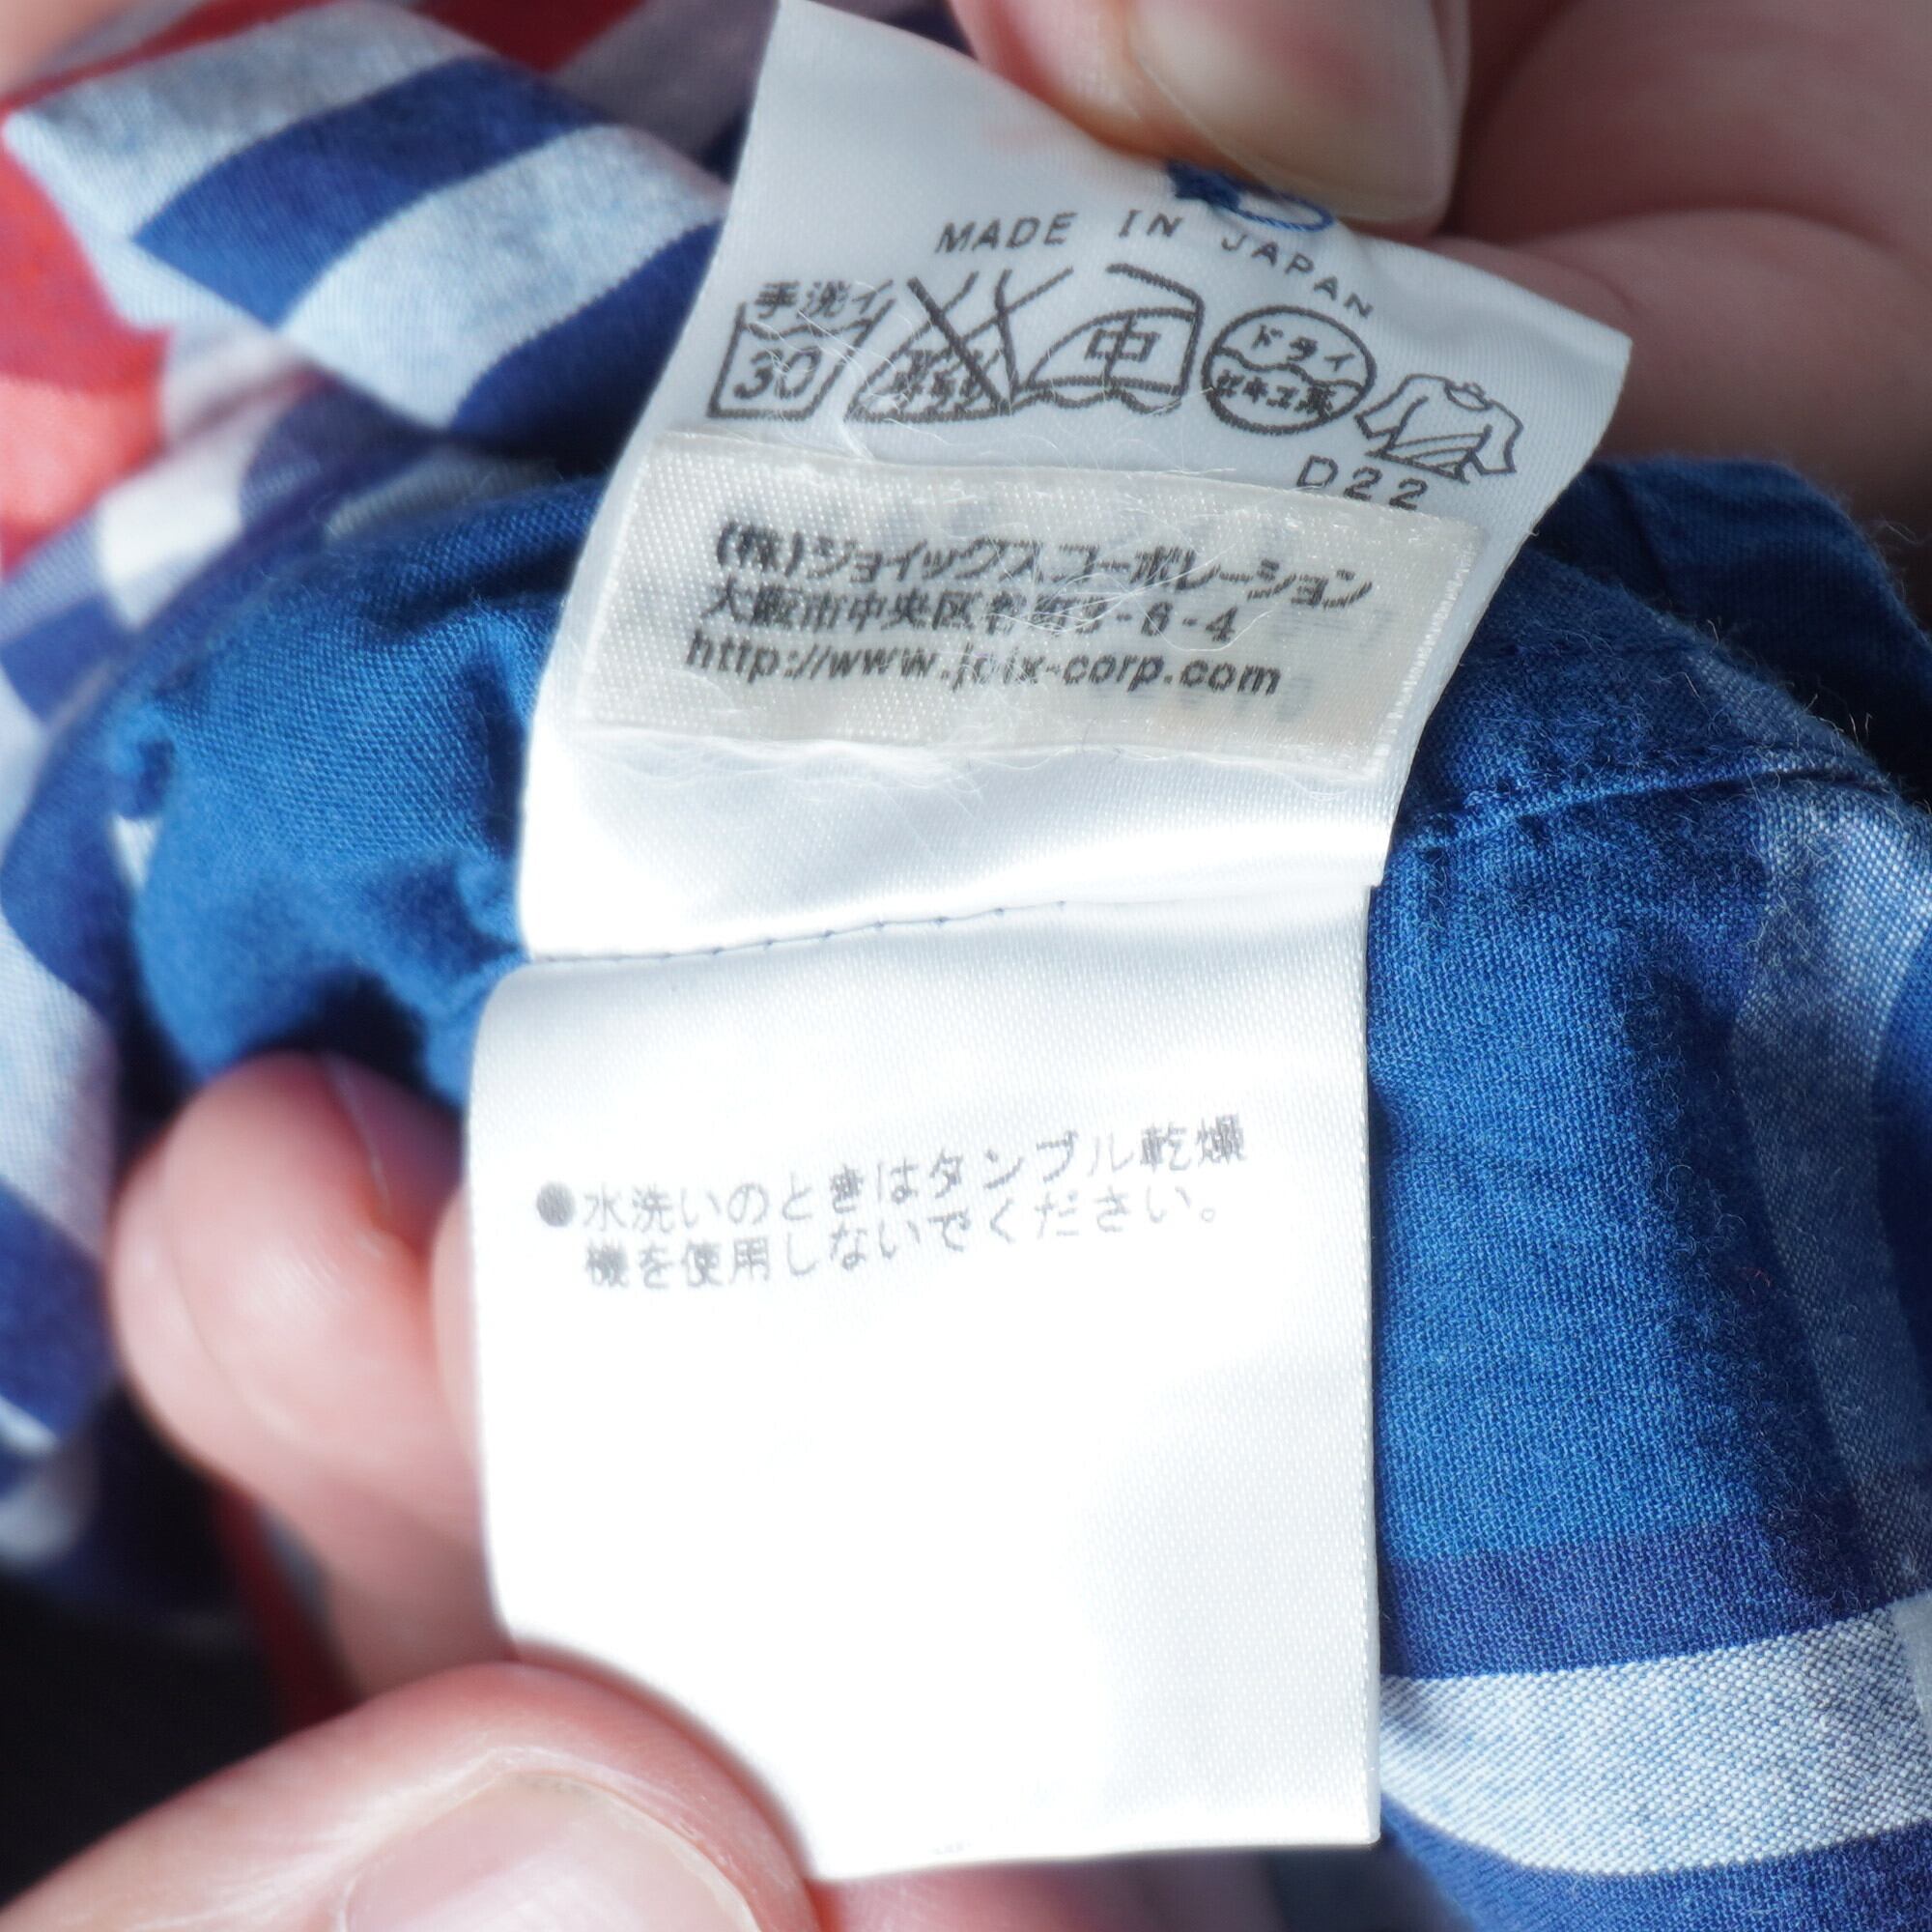 MADE IN JAPAN
手洗イ
30
中
ドライ
セキユ系
D22
(株)ジョイックスコーポレーション
大阪市中央区
http://www.joix-corp.com
●水洗いのときはタンブル乾燥
機を使用しないでください。